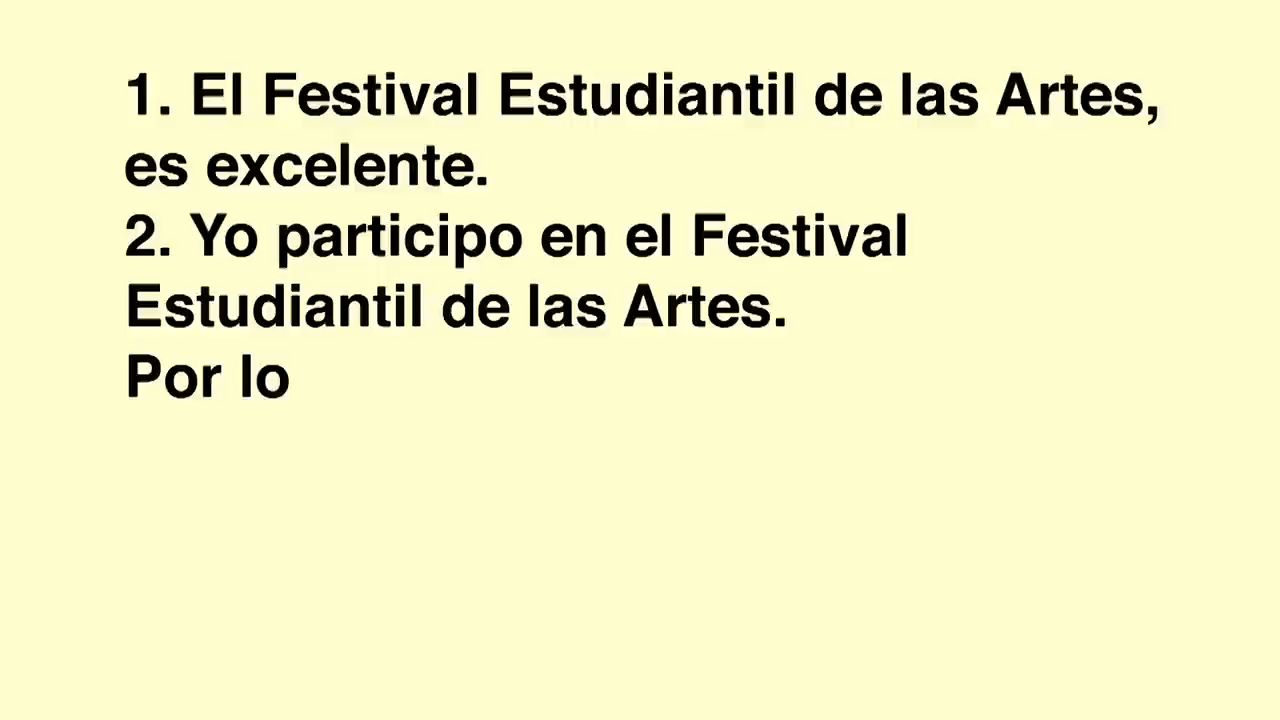 1. El Festival Estudiantil de las Artes,
es excelente.
2. Yo participo en el Festival
Estudiantil de las Artes.
Por lo